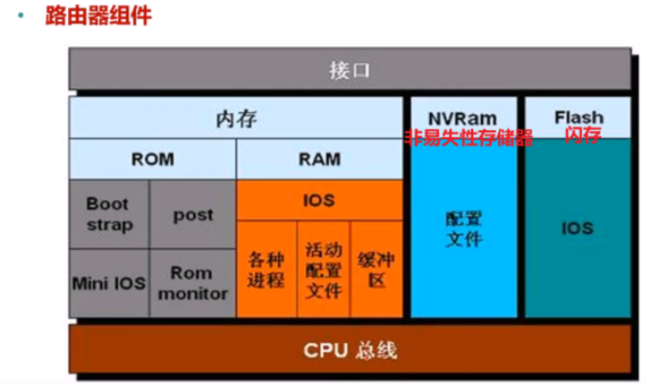 • 路由器组件
接口
内存
NVRam
非易失性存储器
Flash
闪存
ROM
RAM
Boot
strap
post
Mini IOS
Rom
monitor
IOS
各种
进程
活动
配置
文件
缓冲
区
配置
文件
IOS
CPU 总线